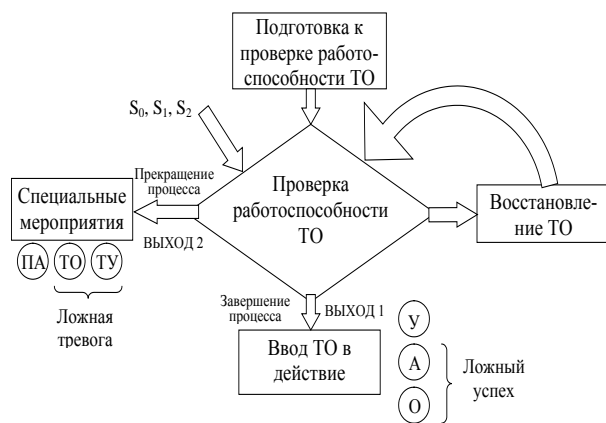 Подготовка к
проверке работо-
способности ТО
S0, S1, S2
Прекращение
процесса
Специальные
мероприятия
ВЫХОД 2
ПА
ТО
ТУ
Ложная
тревога
Проверка
работоспособности
ТО
Восстановле-
ние ТО
Завершение
процесса
ВЫХОД 1
Ввод ТО в
действие
У
А
О
Ложный
успех